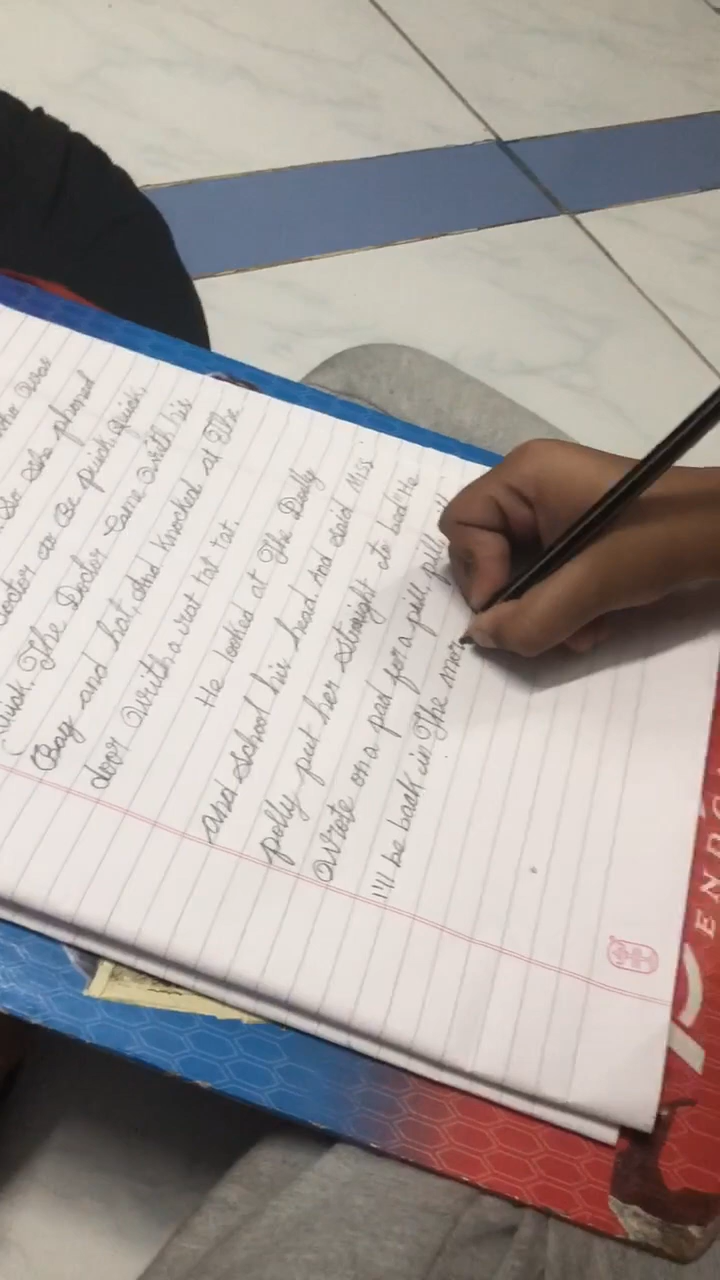 So she phoned
Doctor to Be quick, quick,
Quick. The Doctor came with his
Bag and hat, And Knocked at The
door with a rat tat tat.
He looked at The Dolly
and school his head. And said Miss
polly put her straight to bed. He
wrote on a pad for a pill, pill
I'll be back in The mor